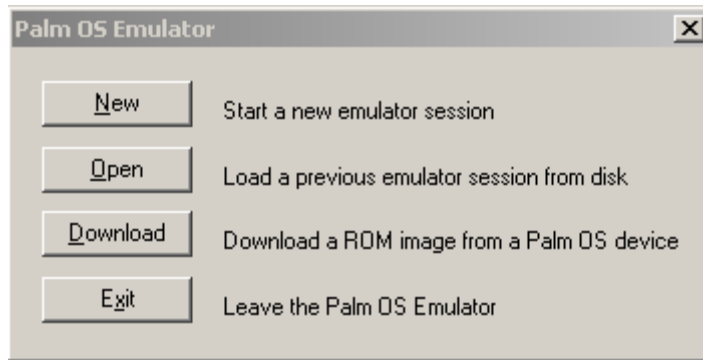 Palm OS Emulator
New Start a new emulator session
Open Load a previous emulator session from disk
Download Download a ROM image from a Palm OS device
Exit Leave the Palm OS Emulator